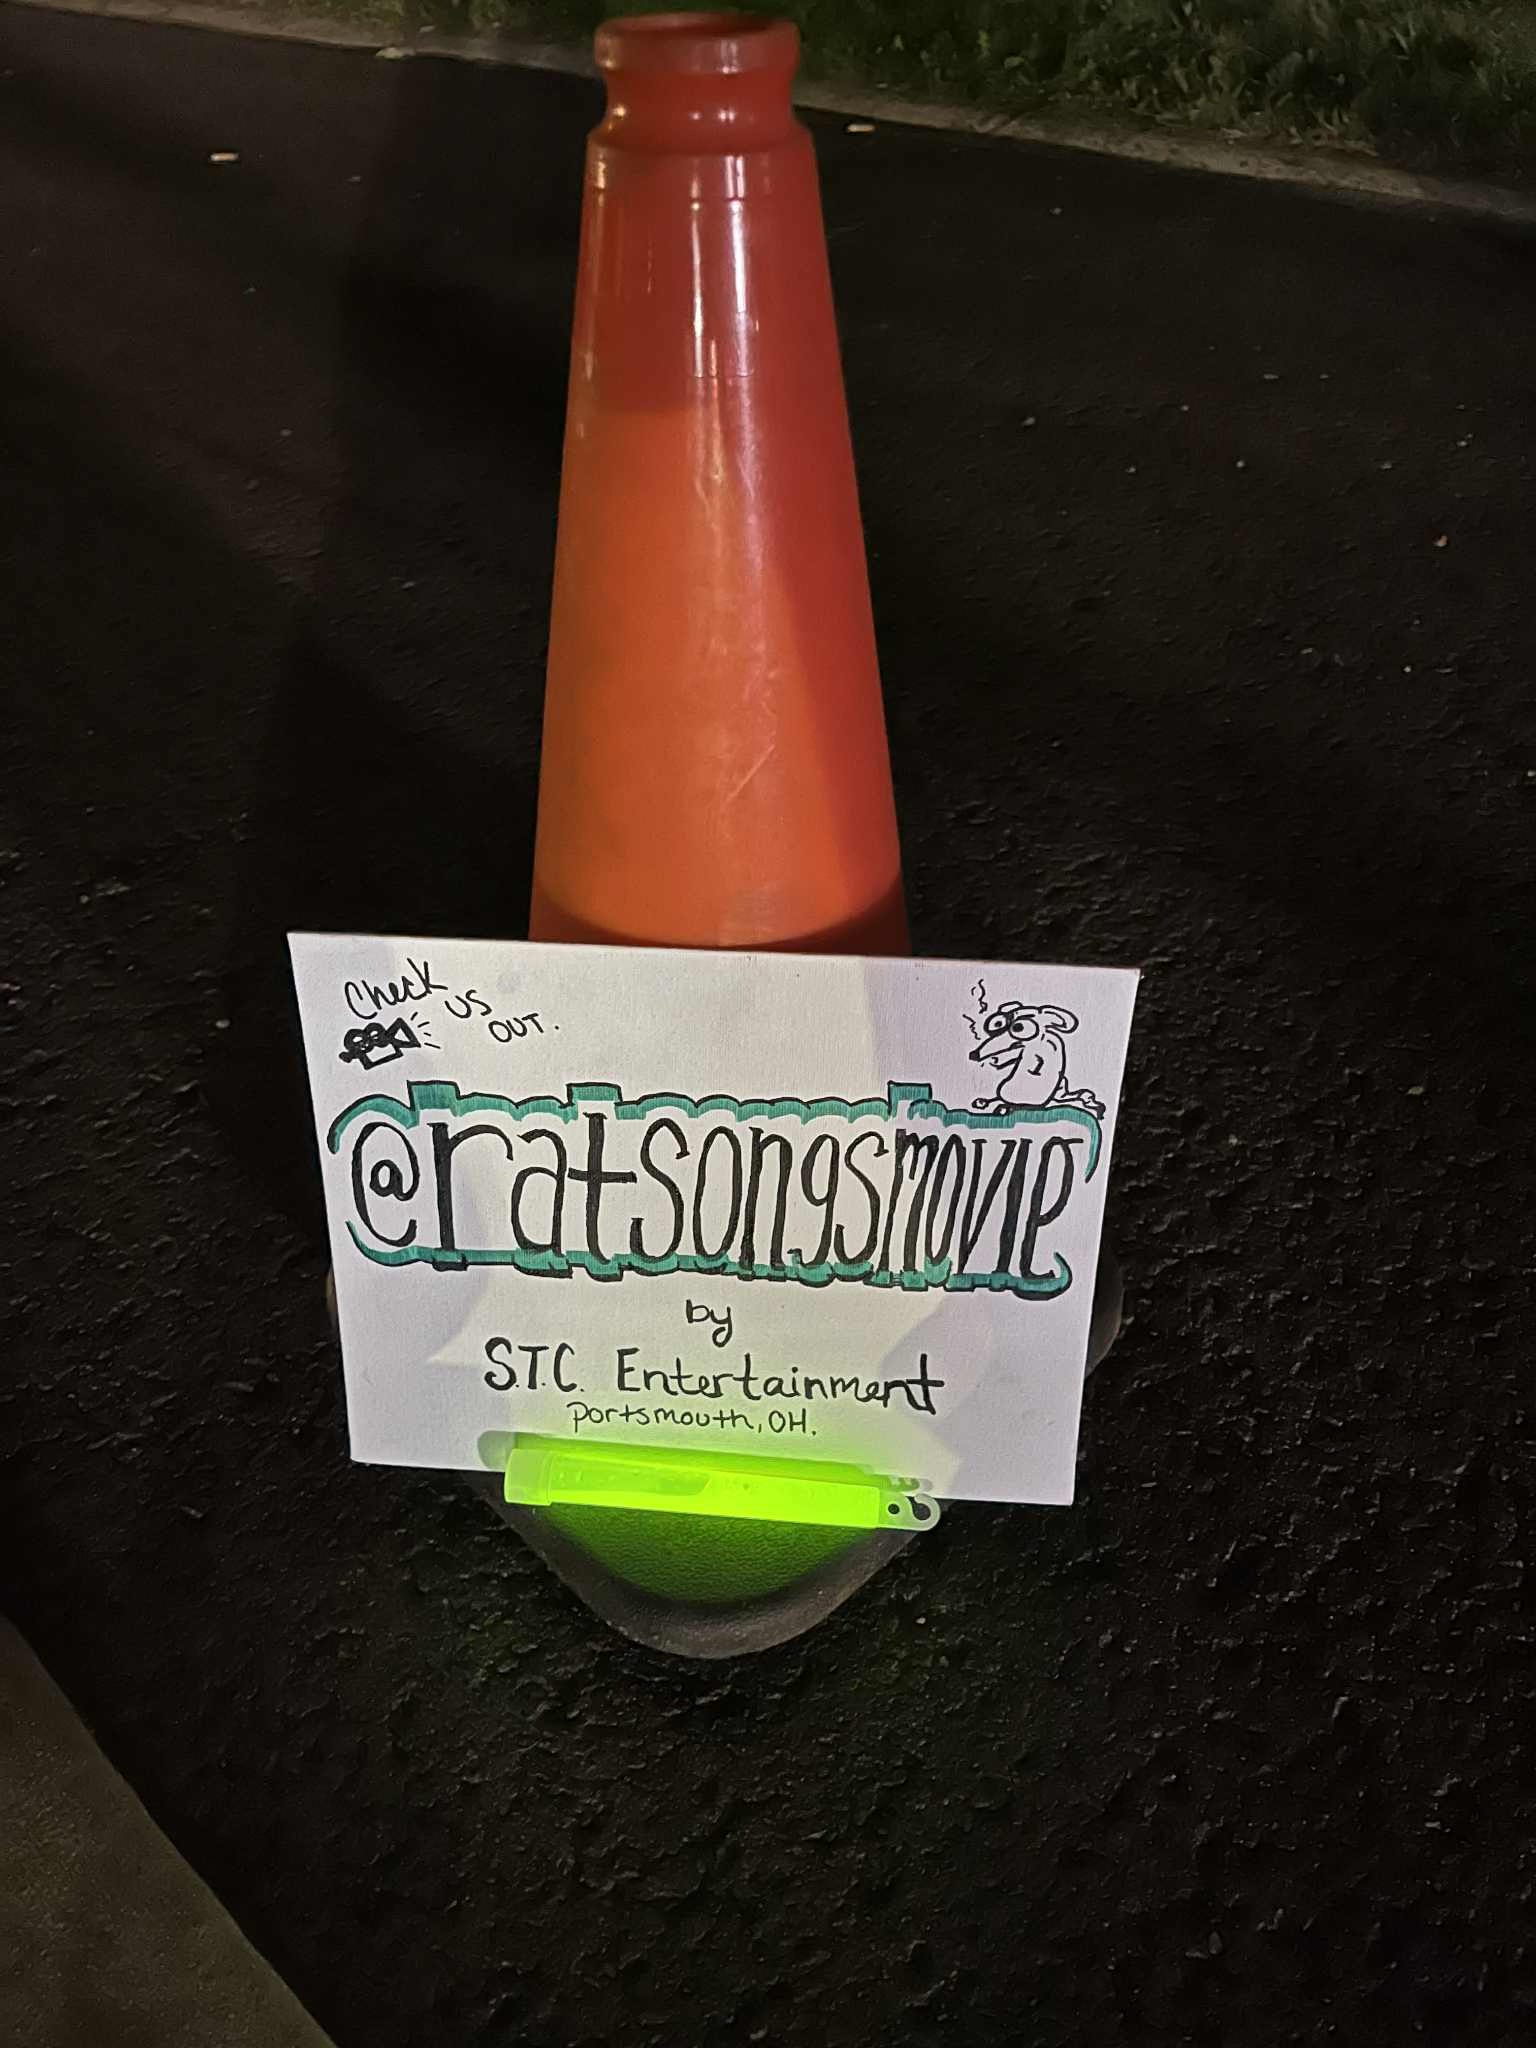 Check
US
OUT.
@ratsongsmovie
by
S.T.C. Entertainment
Portsmouth, OH.